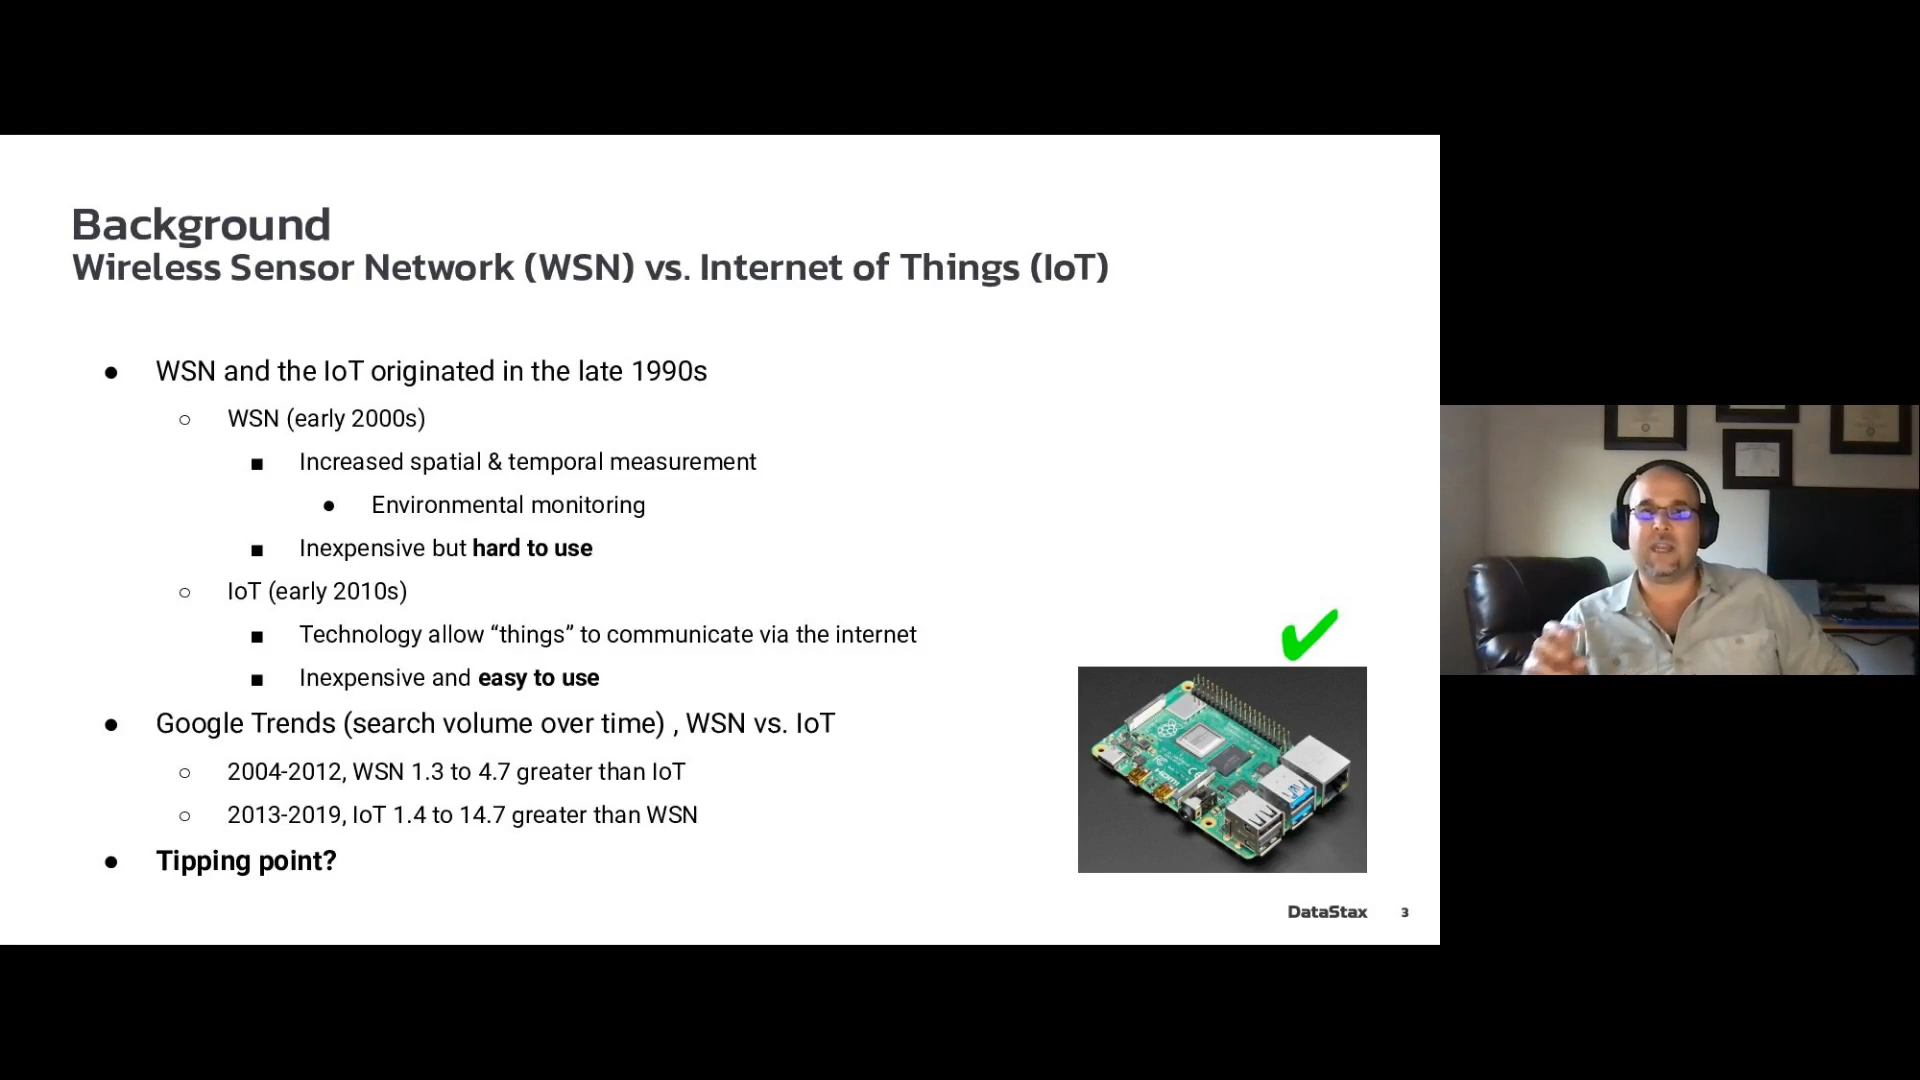 Background
Wireless Sensor Network (WSN) vs. Internet of Things (IoT)
● WSN and the IoT originated in the late 1990s
○ WSN (early 2000s)
■ Increased spatial & temporal measurement
● Environmental monitoring
■ Inexpensive but hard to use
○ IoT (early 2010s)
■ Technology allow “things” to communicate via the internet
■ Inexpensive and easy to use
● Google Trends (search volume over time) , WSN vs. IoT
○ 2004-2012, WSN 1.3 to 4.7 greater than IoT
○ 2013-2019, IoT 1.4 to 14.7 greater than WSN
● Tipping point?
HDMI
DataStax 3